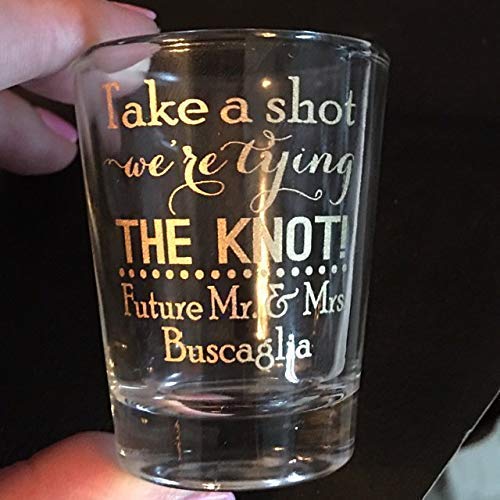 Take a shot
we're tying
THE KNOT!
Future Mr. & Mrs
Buscaglia